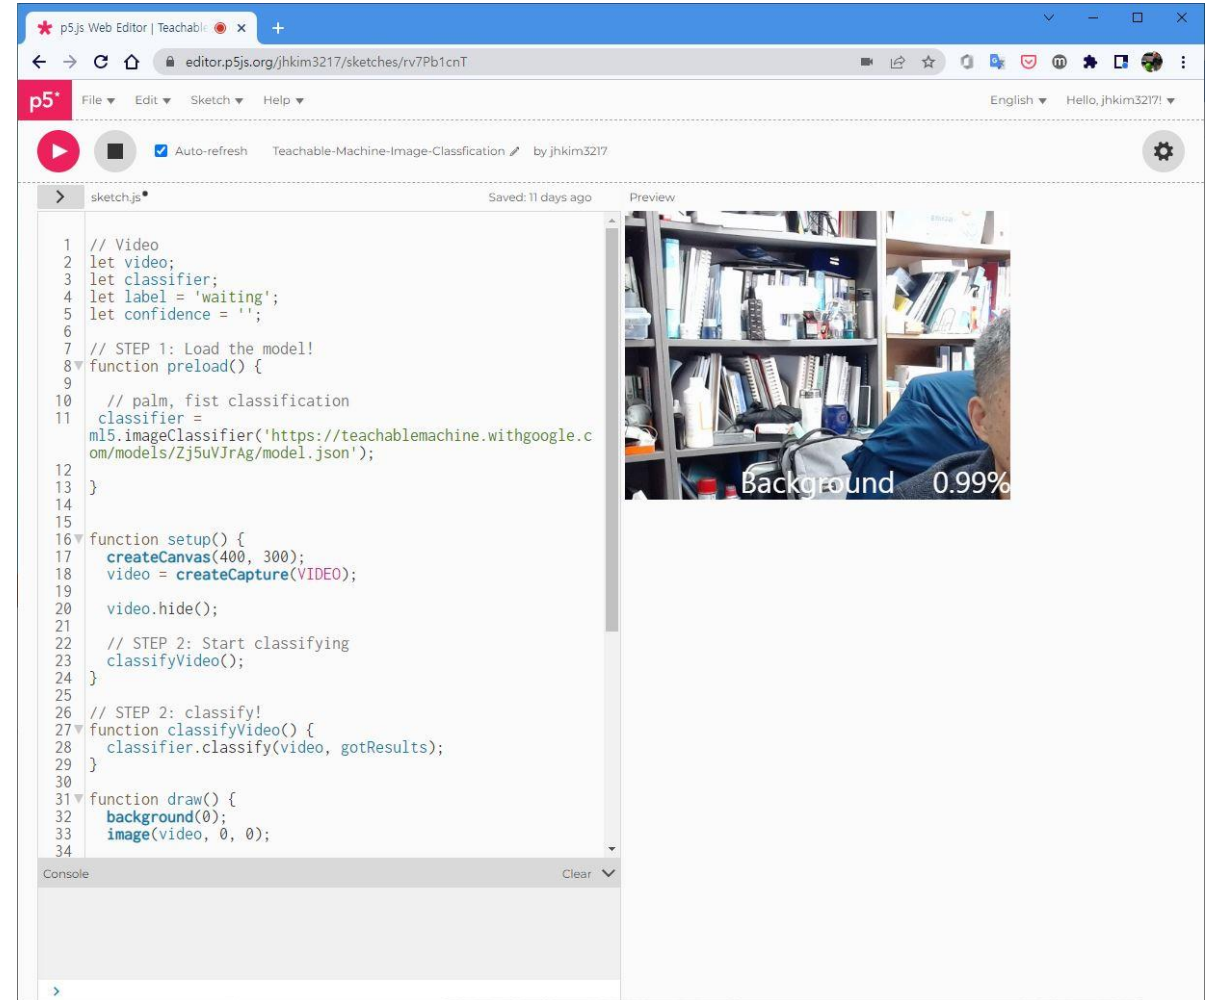 p5.js Web Editor | Teachable
editor.p5js.org/jhkim3217/sketches/rv7Pb1cnT
p5* File Edit Sketch Help English Hello, jhkim3217!
Auto-refresh Teachable-Machine-Image-Classfication by jhkim3217
sketch.js Saved: 11 days ago Preview
1 // Video
2 let video;
3 let classifier;
4 let label = 'waiting';
5 let confidence = '';
6
7 // STEP 1: Load the model!
8 function preload() {
9
10 // palm, fist classification
11 classifier =
ml5.imageClassifier('https://teachablemachine.withgoogle.c
om/models/Zj5uVJrAg/model.json');
12
13 }
14
15
16 function setup() {
17 createCanvas(400, 300);
18 video = createCapture(VIDEO);
19
20 video.hide();
21
22 // STEP 2: Start classifying
23 classifyVideo();
24 }
25
26 // STEP 2: classify!
27 function classifyVideo() {
28 classifier.classify(video, gotResults);
29 }
30
31 function draw() {
32 background(0);
33 image(video, 0, 0);
34
Background 0.99%
Console Clear